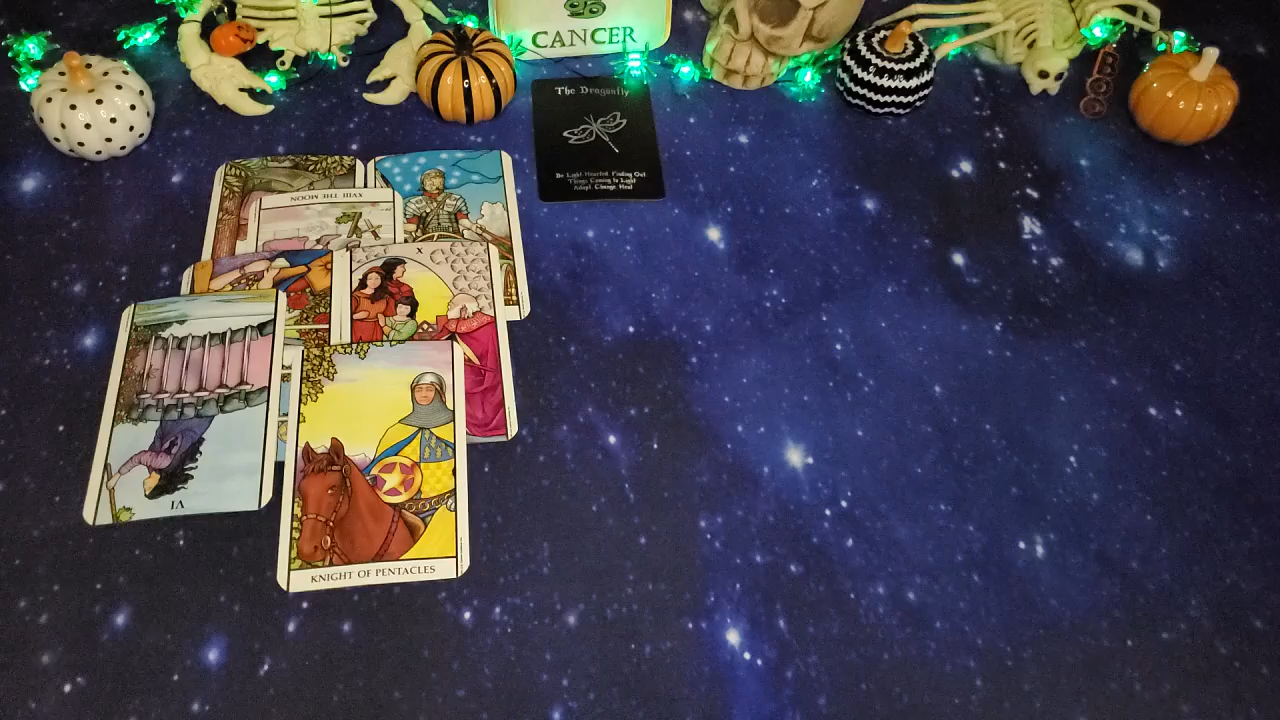 CANCER
The Dragonfly
Be Light Hearted Finding Out
Things Coming to Light
Adapt Change Heal
BOO
XVIII THE MOON
X
VI
KNIGHT OF PENTACLES